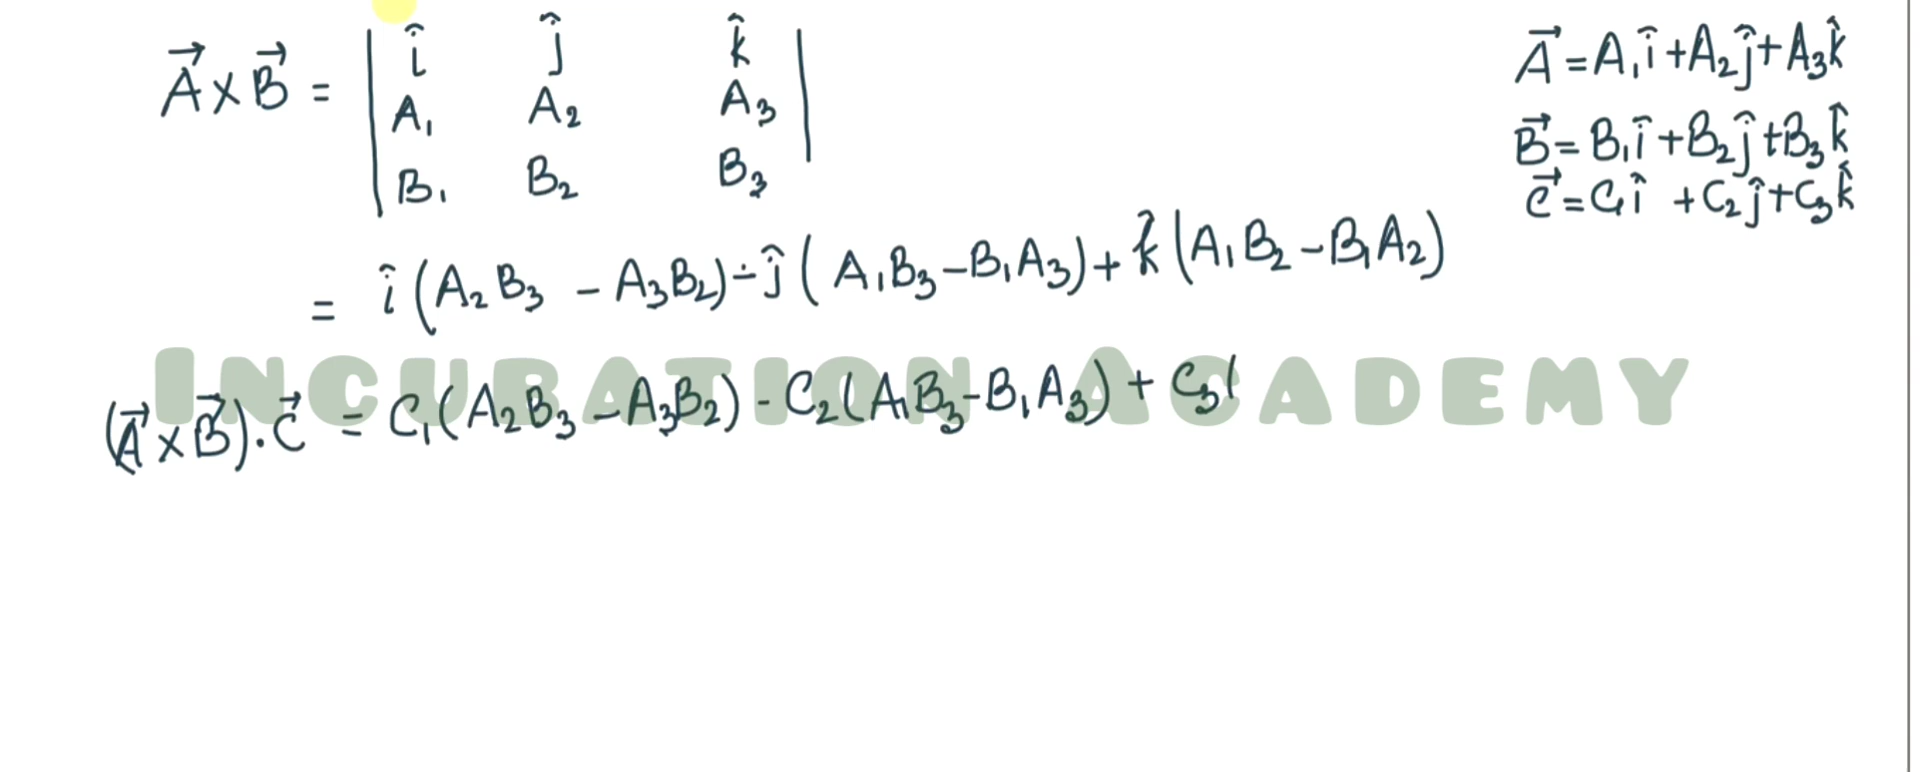 A⃗ × B⃗ = | î ĵ k̂ |
| A₁ A₂ A₃ |
| B₁ B₂ B₃ |
A⃗ = A₁î + A₂ĵ + A₃k̂
B⃗ = B₁î + B₂ĵ + B₃k̂
C⃗ = C₁î + C₂ĵ + C₃k̂
= î (A₂B₃ - A₃B₂) - ĵ (A₁B₃ - B₁A₃) + k̂ (A₁B₂ - B₁A₂)
INCUBATION ACADEMY
(A⃗ × B⃗).C⃗ = C₁(A₂B₃ - A₃B₂) - C₂(A₁B₃ - B₁A₃) + C₃(